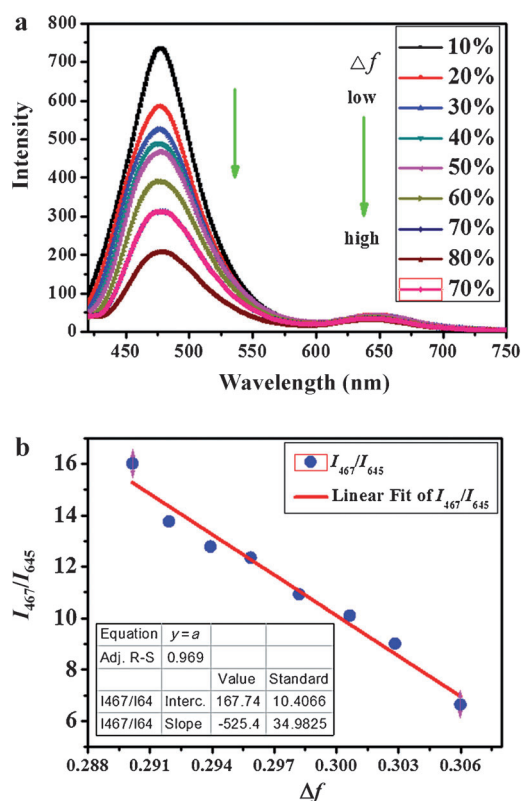 a
800
700
600
500
400
300
200
100
0
Intensity
450 500 550 600 650 700 750
Wavelength (nm)
Δf
low
high
10%
20%
30%
40%
50%
60%
70%
80%
70%
b
16
14
12
10
8
6
I467/I645
I467/I645
Linear Fit of I467/I645
Equation y = a
Adj. R-S 0.969
Value Standard
I467/I64 Interc. 167.74 10.4066
I467/I64 Slope -525.4 34.9825
0.288 0.291 0.294 0.297 0.300 0.303 0.306
Δf